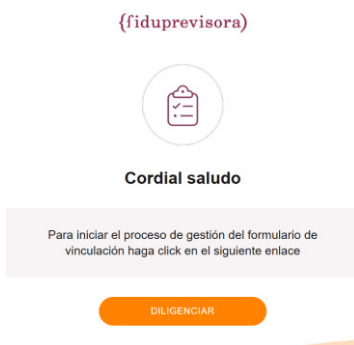 {fiduprevisora)
Cordial saludo
Para iniciar el proceso de gestión del formulario de
vinculación haga click en el siguiente enlace
DILIGENCIAR